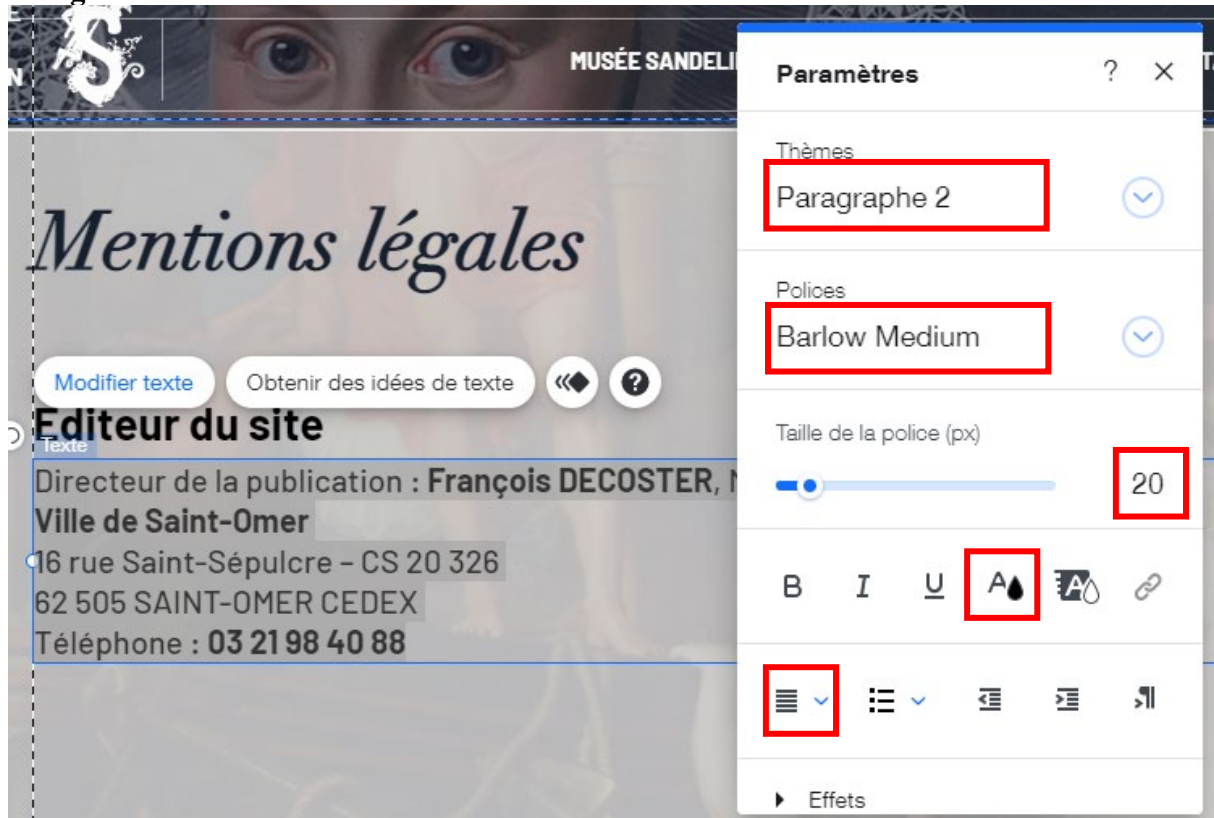 MUSÉE SANDELI
Mentions légales
Modifier texte
Obtenir des idées de texte
?
Editeur du site
Texte
Directeur de la publication : François DECOSTER,
Ville de Saint-Omer
16 rue Saint-Sépulcre – CS 20 326
62 505 SAINT-OMER CEDEX
Téléphone : 03 21 98 40 88
Paramètres
?
Thèmes
Paragraphe 2
Polices
Barlow Medium
Taille de la police (px)
20
B I U A A
Effets